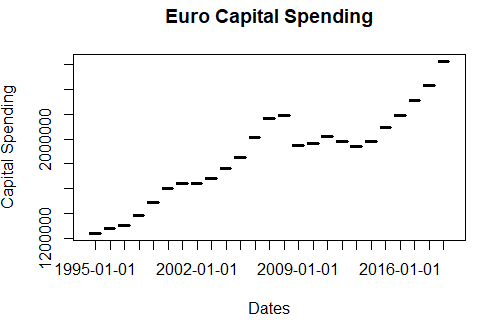 Euro Capital Spending
Capital Spending
2000000
1200000
1995-01-01 2002-01-01 2009-01-01 2016-01-01
Dates